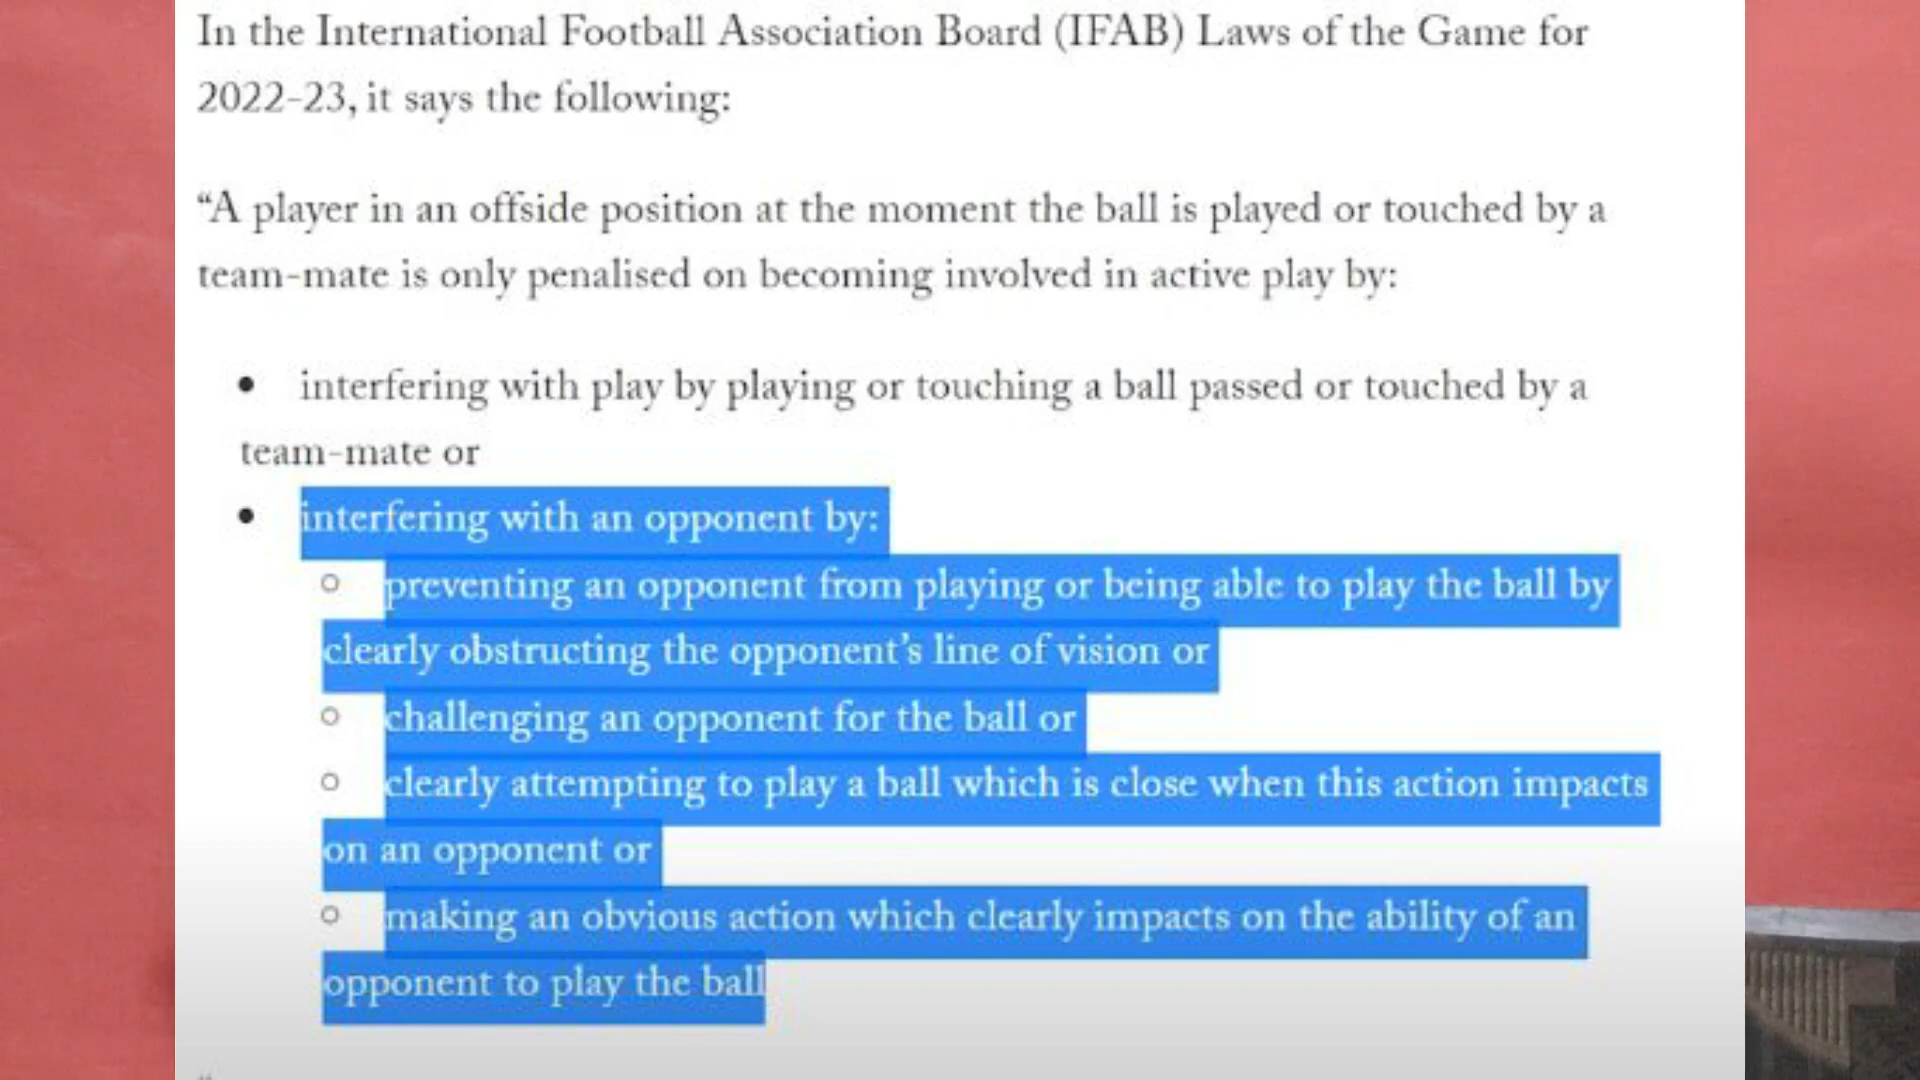 In the International Football Association Board (IFAB) Laws of the Game for
2022-23, it says the following:
“A player in an offside position at the moment the ball is played or touched by a
team-mate is only penalised on becoming involved in active play by:
• interfering with play by playing or touching a ball passed or touched by a
team-mate or
• interfering with an opponent by:
○ preventing an opponent from playing or being able to play the ball by
clearly obstructing the opponent’s line of vision or
○ challenging an opponent for the ball or
○ clearly attempting to play a ball which is close when this action impacts
on an opponent or
○ making an obvious action which clearly impacts on the ability of an
opponent to play the ball